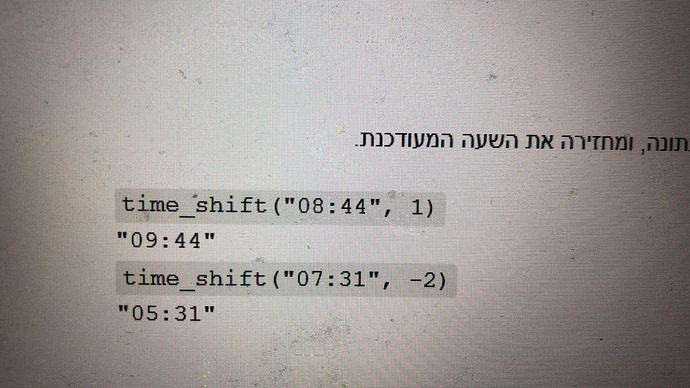 ומחזירה את השעה המעודכנת.
time_shift("08:44", 1)
"09:44"
time_shift("07:31", -2)
"05:31"